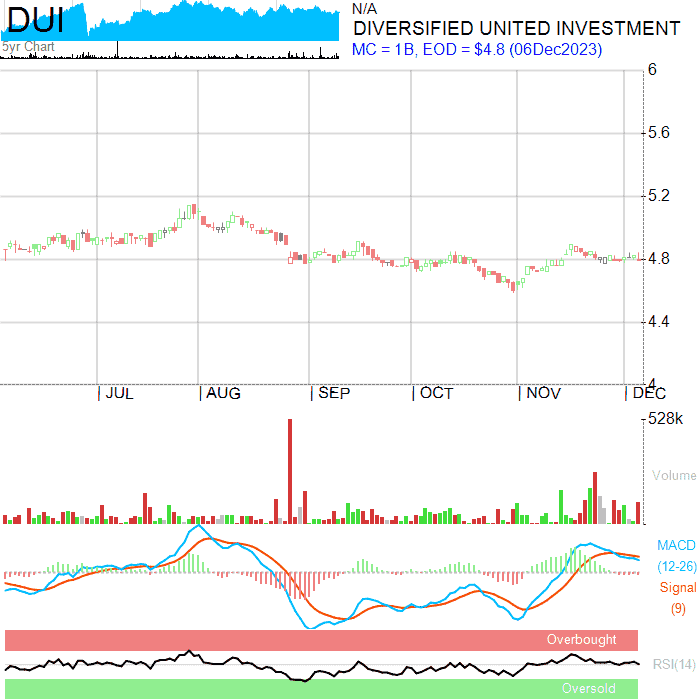 DUI
5yr Chart
N/A
DIVERSIFIED UNITED INVESTMENT
MC = 1B, EOD = $4.8 (06Dec2023)
6
5.6
5.2
4.8
4.4
4
JUL AUG SEP OCT NOV DEC
528k
Volume
MACD
(12-26)
Signal
(9)
Overbought
RSI(14)
Oversold